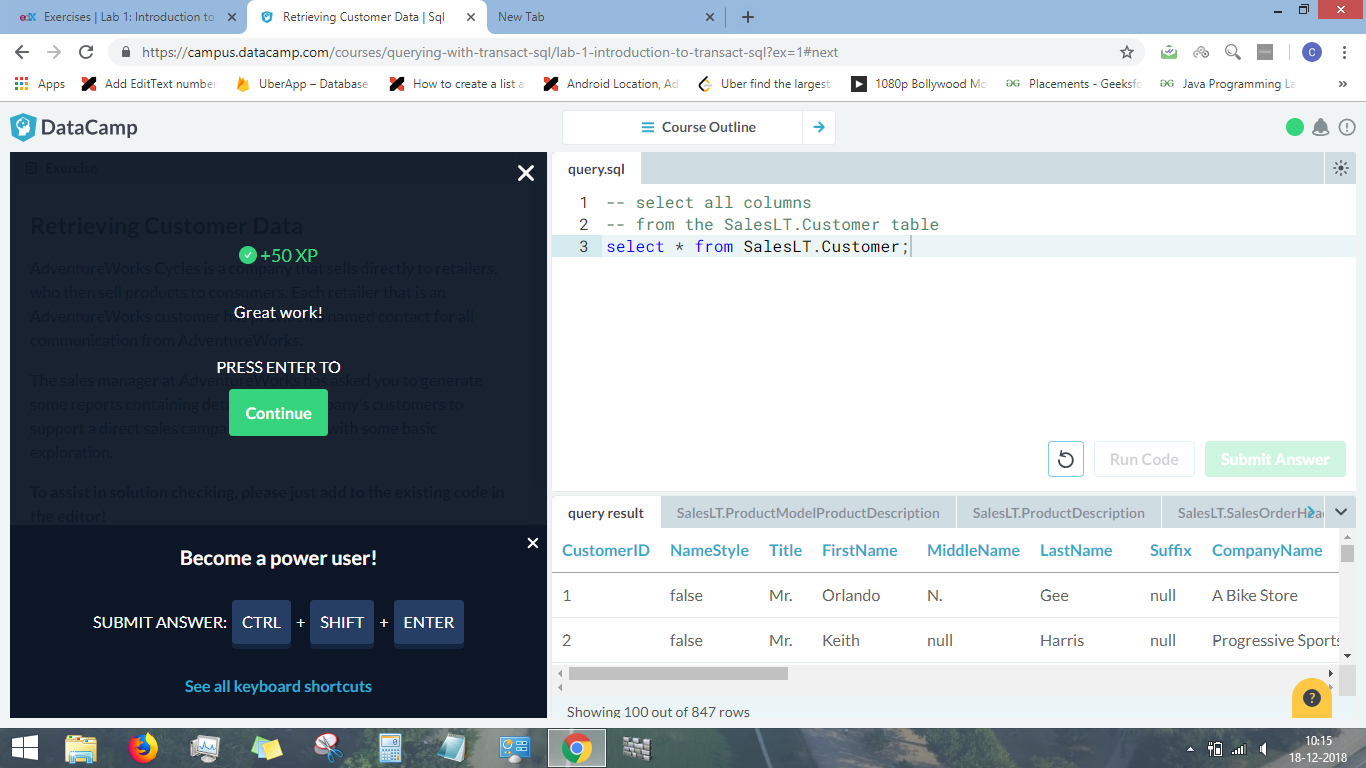 edX Exercises | Lab 1: Introduction to
Retrieving Customer Data | Sql
New Tab
https://campus.datacamp.com/courses/querying-with-transact-sql/lab-1-introduction-to-transact-sql?ex=1#next
C
Apps
Add EditText number
UberApp – Database
How to create a list a
Android Location, Ad
Uber find the largest
1080p Bollywood Mo
Placements - Geeksfo
Java Programming La
»
DataCamp
Course Outline
Exercise
Retrieving Customer Data
+50 XP
AdventureWorks Cycles is a company that sells directly to retailers,
who then sell products to consumers. Each retailer that is an
Great work!
AdventureWorks customer named contact for all
communication from AdventureWorks.
PRESS ENTER TO
The sales manager at AdventureWorks has asked you to generate
some reports containing company's customers to
Continue
support a direct sales with some basic
exploration.
To assist in solution checking, please just add to the existing code in
the editor!
Become a power user!
SUBMIT ANSWER: CTRL + SHIFT + ENTER
See all keyboard shortcuts
query.sql
1 -- select all columns
2 -- from the SalesLT.Customer table
3 select * from SalesLT.Customer;
Run Code
Submit Answer
query result
SalesLT.ProductModelProductDescription
SalesLT.ProductDescription
SalesLT.SalesOrderHea
CustomerID NameStyle Title FirstName MiddleName LastName Suffix CompanyName
1 false Mr. Orlando N. Gee null A Bike Store
2 false Mr. Keith null Harris null Progressive Sports
Showing 100 out of 847 rows
?
10:15
18-12-2018